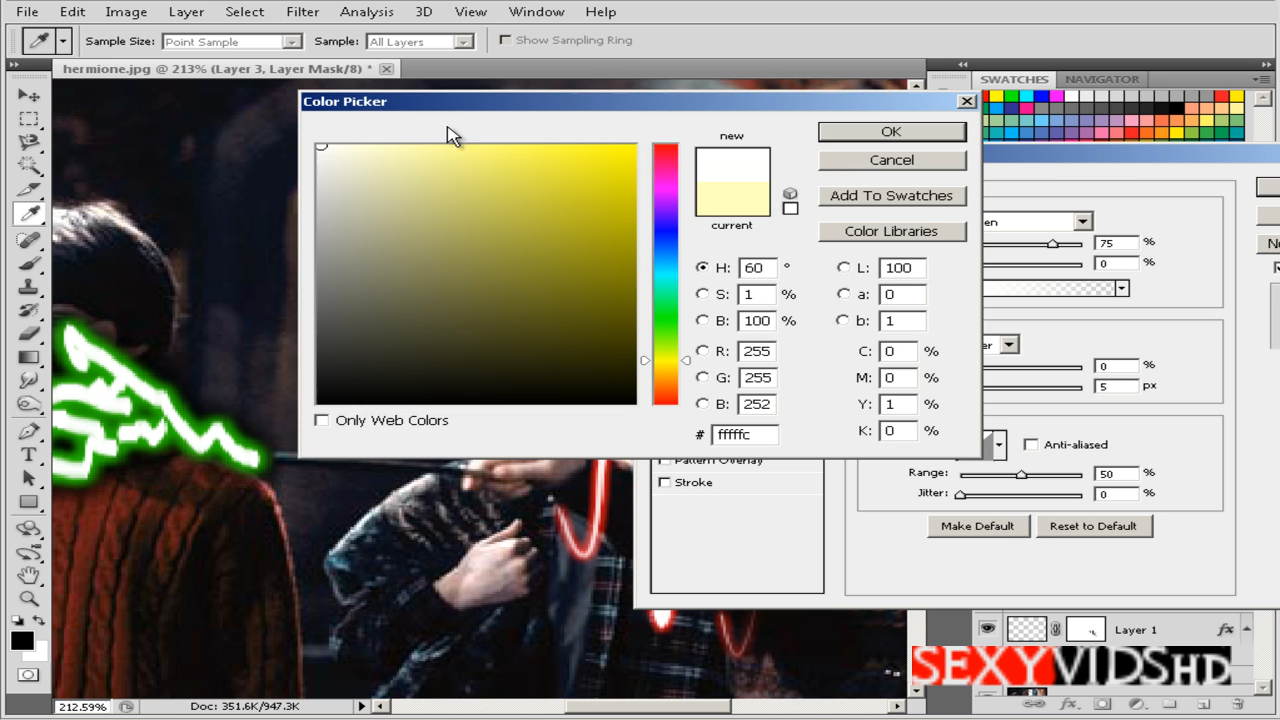 File Edit Image Layer Select Filter Analysis 3D View Window Help
Sample Size: Point Sample Sample: All Layers Show Sampling Ring
hermione.jpg @ 213% (Layer 3, Layer Mask/8) *
SWATCHES NAVIGATOR
Color Picker
new
OK
Cancel
Add To Swatches
current
Color Libraries
en
75 %
0 %
H: 60 ° L: 100
S: 1 % a: 0
B: 100 % b: 1
er
R: 255 C: 0 %
0 %
G: 255 M: 0 %
5 px
B: 252 Y: 1 %
Only Web Colors
# fffffc K: 0 %
Anti-aliased
Pattern Overlay
Range: 50 %
Stroke
Jitter: 0 %
Make Default Reset to Default
Layer 1 fx
SEXYVIDSHD
212.59% Doc: 351.6K/947.3K